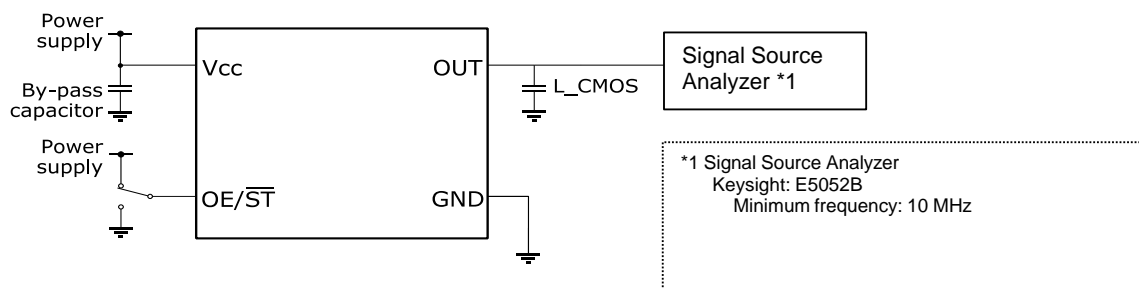 Power
supply
Vcc
By-pass
capacitor
Power
supply
OE/S̅T̅
OUT
L_CMOS
GND
Signal Source
Analyzer *1
*1 Signal Source Analyzer
Keysight: E5052B
Minimum frequency: 10 MHz